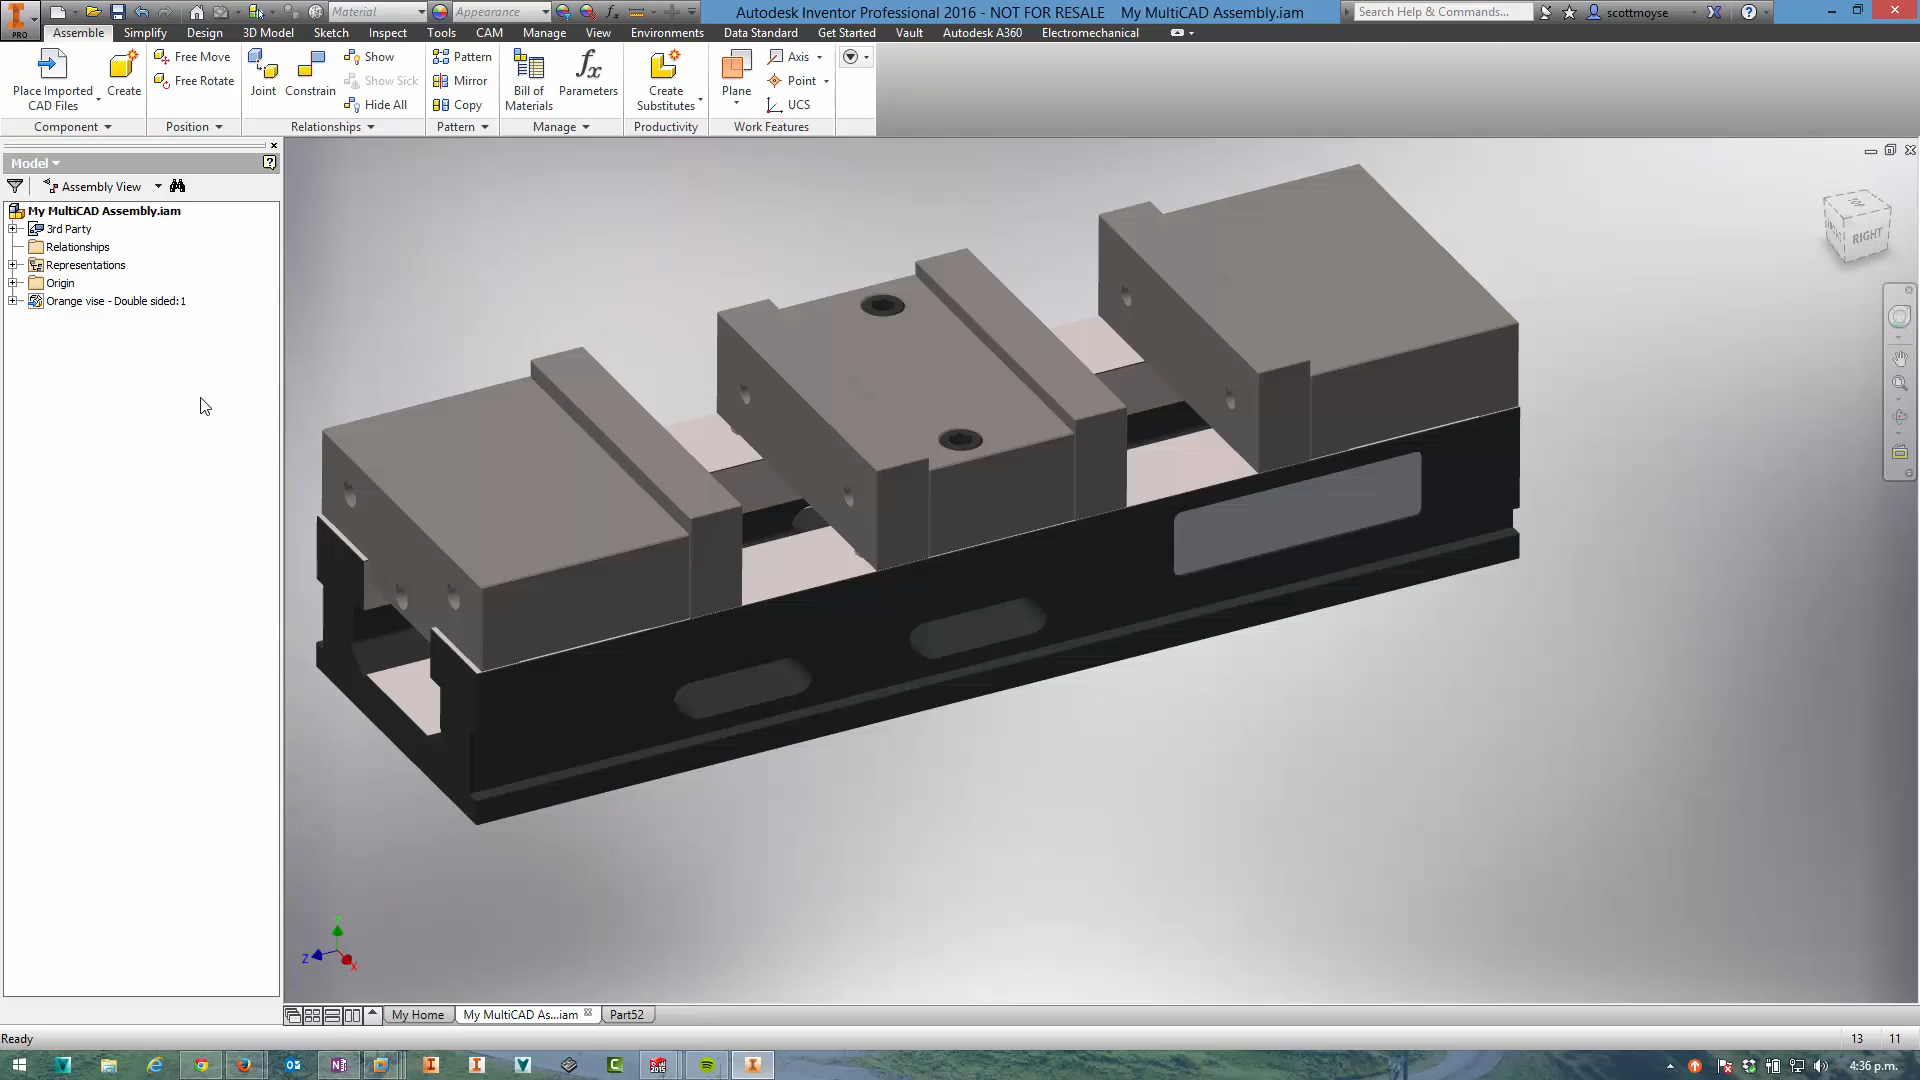 Material
Appearance
Autodesk Inventor Professional 2016 - NOT FOR RESALE My MultiCAD Assembly.iam
Search Help & Commands...
scottmoyse
PRO
Assemble
Simplify
Design
3D Model
Sketch
Inspect
Tools
CAM
Manage
View
Environments
Data Standard
Get Started
Vault
Autodesk A360
Electromechanical
Place Imported
CAD Files
Create
Free Move
Free Rotate
Joint
Constrain
Show
Show Sick
Hide All
Pattern
Mirror
Copy
Bill of
Materials
fx
Parameters
Create
Substitutes
Plane
Axis
Point
UCS
Component
Position
Relationships
Pattern
Manage
Productivity
Work Features
Model
Assembly View
My MultiCAD Assembly.iam
3rd Party
Relationships
Representations
Origin
Orange vise - Double sided:1
TOP
RIGHT
Y
Z
X
My Home
My MultiCAD As...iam
Part52
Ready
13
11
2015
4:36 p.m.